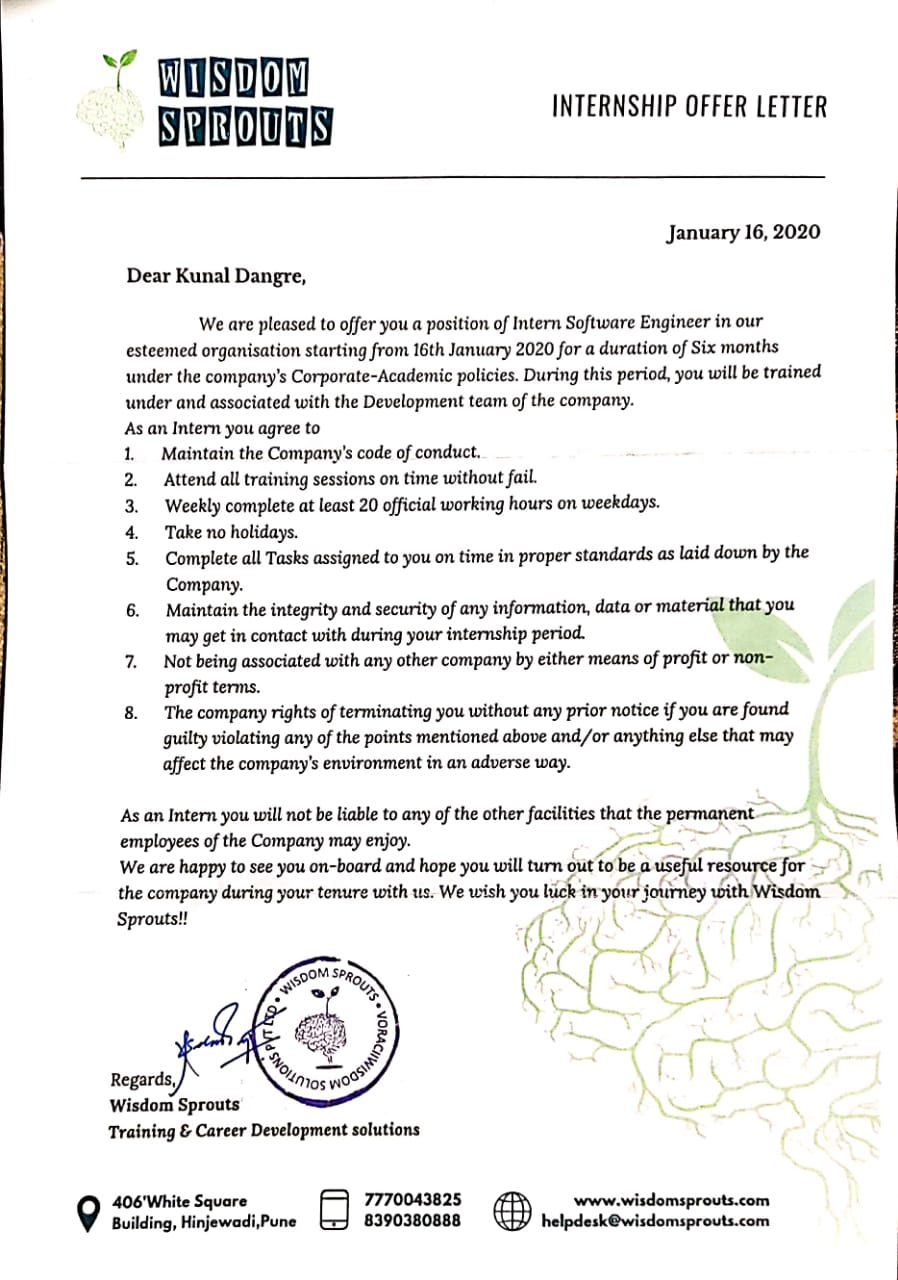 WISDOM
SPROUTS
INTERNSHIP OFFER LETTER
January 16, 2020
Dear Kunal Dangre,
We are pleased to offer you a position of Intern Software Engineer in our
esteemed organisation starting from 16th January 2020 for a duration of Six months
under the company's Corporate-Academic policies. During this period, you will be trained
under and associated with the Development team of the company.
As an Intern you agree to
1. Maintain the Company's code of conduct.
2. Attend all training sessions on time without fail.
3. Weekly complete at least 20 official working hours on weekdays.
4. Take no holidays.
5. Complete all Tasks assigned to you on time in proper standards as laid down by the
Company.
6. Maintain the integrity and security of any information, data or material that you
may get in contact with during your internship period.
7. Not being associated with any other company by either means of profit or non-
profit terms.
8. The company rights of terminating you without any prior notice if you are found
guilty violating any of the points mentioned above and/or anything else that may
affect the company's environment in an adverse way.
As an Intern you will not be liable to any of the other facilities that the permanent
employees of the Company may enjoy.
We are happy to see you on-board and hope you will turn out to be a useful resource for
the company during your tenure with us. We wish you luck in your journey with Wisdom
Sprouts!!
WISDOM SPROUTS • VORACIWISDOM SOLUTIONS PVT LTD •
Regards,
Wisdom Sprouts
Training & Career Development solutions
406'White Square
Building, Hinjewadi,Pune
7770043825
8390380888
www.wisdomsprouts.com
helpdesk@wisdomsprouts.com